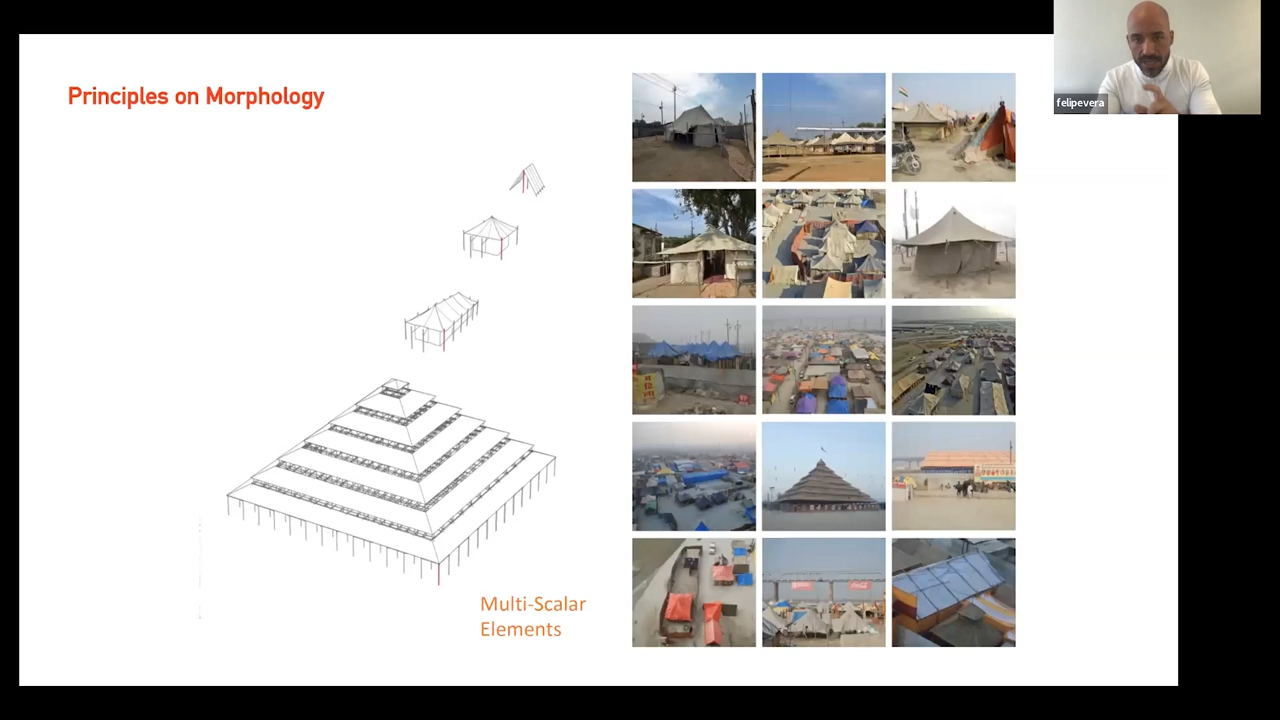 Principles on Morphology
felipevera
Multi-Scalar
Elements